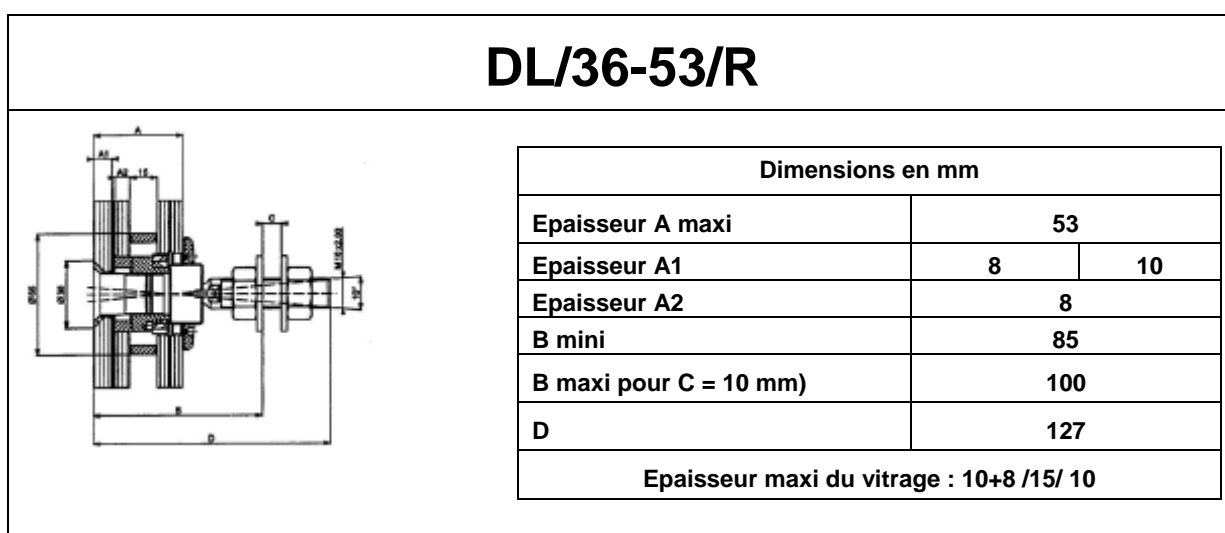 DL/36-53/R
A
A1
A2
15
C
B
D
Dimensions en mm
Epaisseur A maxi 53
Epaisseur A1 8 10
Epaisseur A2 8
B mini 85
B maxi pour C = 10 mm) 100
D 127
Epaisseur maxi du vitrage : 10+8 /15/ 10